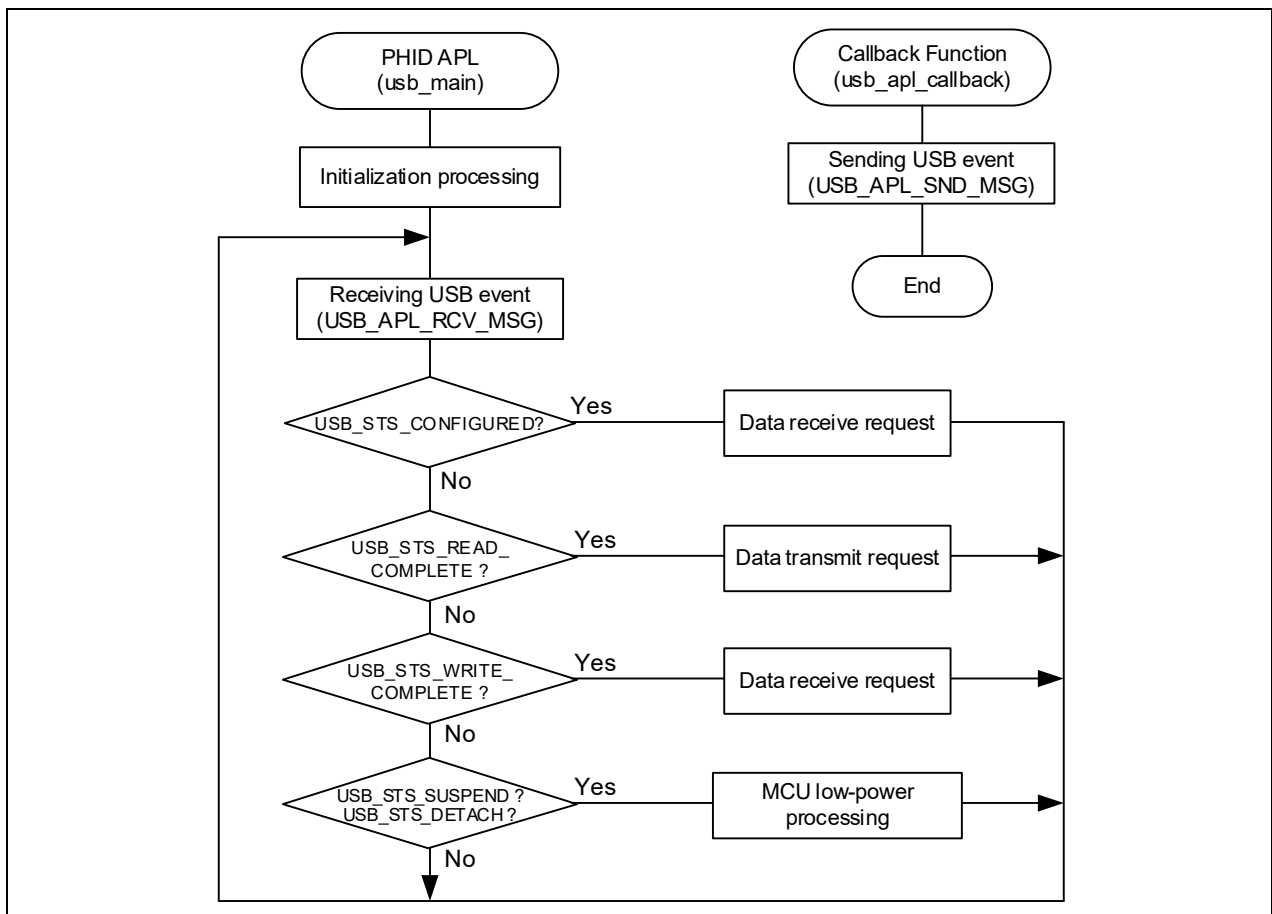 PHID APL
(usb_main)
Initialization processing
Receiving USB event
(USB_APL_RCV_MSG)
USB_STS_CONFIGURED?
Yes
Data receive request
No
USB_STS_READ_
COMPLETE ?
Yes
Data transmit request
No
USB_STS_WRITE_
COMPLETE ?
Yes
Data receive request
No
USB_STS_SUSPEND ?
USB_STS_DETACH ?
Yes
MCU low-power
processing
No
Callback Function
(usb_apl_callback)
Sending USB event
(USB_APL_SND_MSG)
End